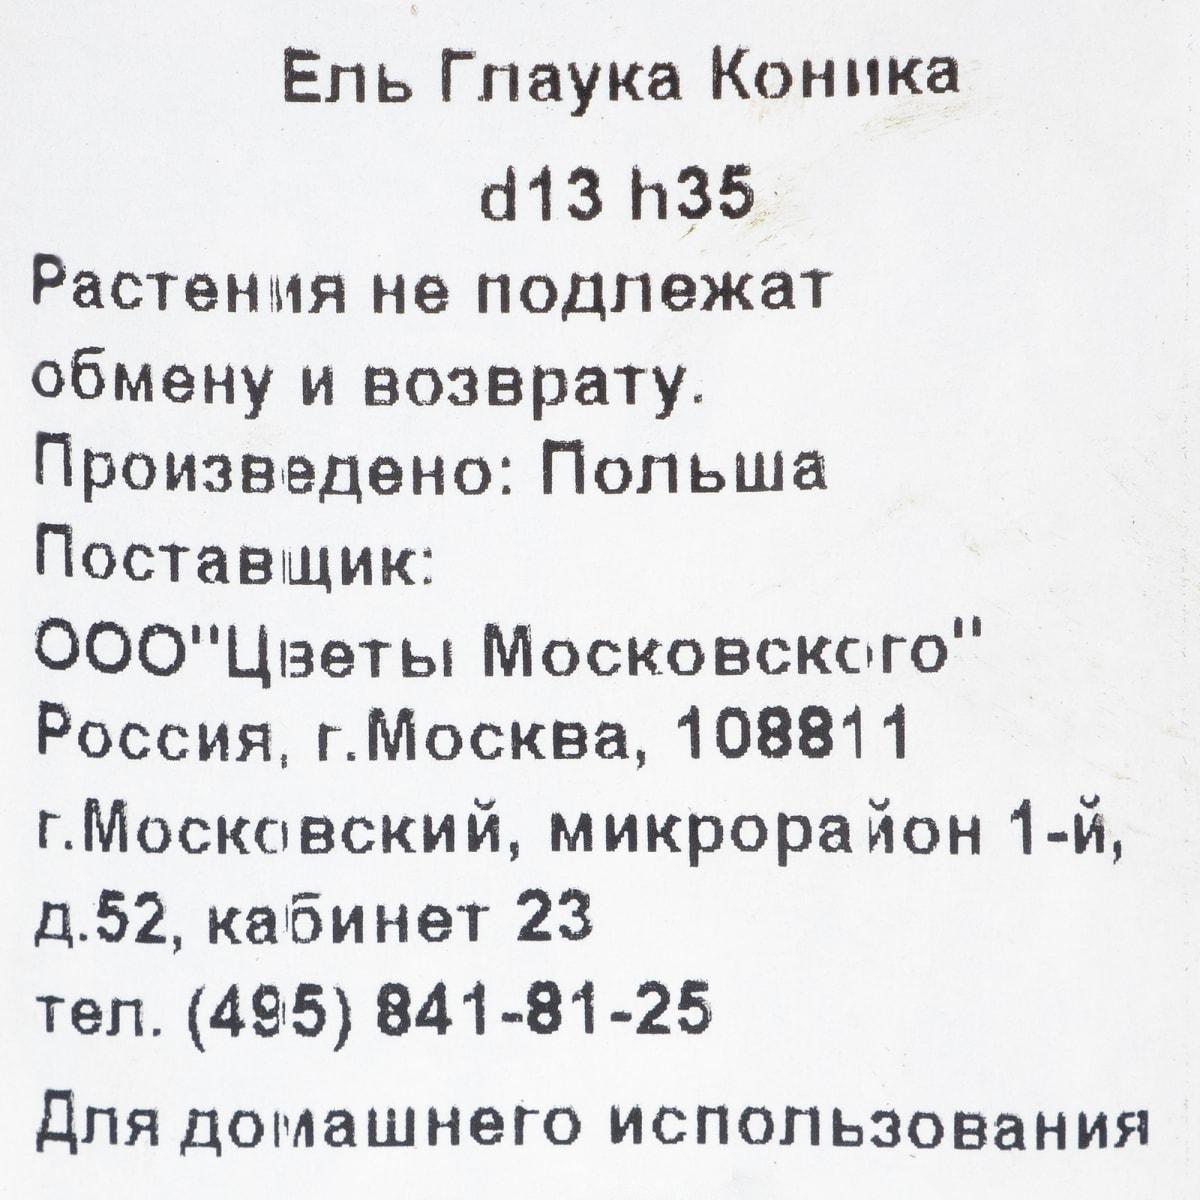 Ель Глаука Коника
d13 h35
Растения не подлежат
обмену и возврату.
Произведено: Польша
Поставщик:
ООО"Цветы Московского"
Россия, г.Москва, 108811
г.Московский, микрорайон 1-й,
д.52, кабинет 23
тел. (495) 841-81-25
Для домашнего использования